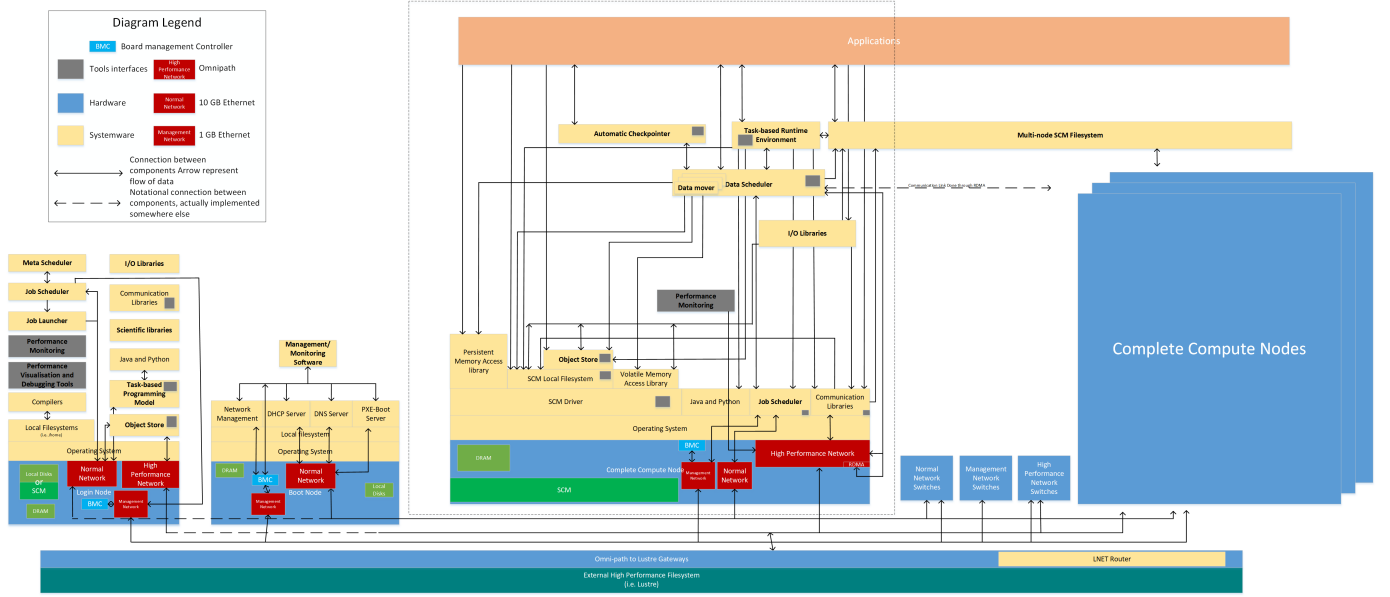 Diagram Legend
BMC
Board management Controller
Tools interfaces
High
Performance
Network
Omnipath
Hardware
Normal
Network
10 GB Ethernet
Systemware
Management
Network
1 GB Ethernet
Connection between
components Arrow represent
flow of data
Notational connection between
components, actually implemented
somewhere else
Applications
Automatic Checkpointer
Task-based Runtime
Environment
Multi-node SCM Filesystem
Data mover
Data Scheduler
Communication Link Done through RDMA
I/O Libraries
Performance
Monitoring
Persistent
Memory Access
library
Object Store
SCM Local Filesystem
Volatile Memory
Access Library
SCM Driver
Java and Python
Job Scheduler
Communication
Libraries
Operating System
DRAM
BMC
High Performance Network
RDMA
Complete Compute Node
Management
Network
Normal
Network
SCM
Meta Scheduler
I/O Libraries
Job Scheduler
Communication
Libraries
Job Launcher
Scientific libraries
Performance
Monitoring
Java and Python
Performance
Visualisation and
Debugging Tools
Task-based
Programming
Model
Compilers
Object Store
Local Filesystems
(i.e. /home)
Operating System
Local Disks
or
SCM
Normal
Network
High
Performance
Network
Login Node
BMC
Management
Network
DRAM
Management/
Monitoring
Software
Network
Management
DHCP Server
DNS Server
PXE-Boot
Server
Local Filesystem
Operating System
DRAM
BMC
Normal
Network
Local
Disks
Boot Node
Management
Network
Normal
Network
Switches
Management
Network
Switches
High
Performance
Network
Switches
Complete Compute Nodes
Omni-path to Lustre Gateways
LNET Router
External High Performance Filesystem
(i.e. Lustre)